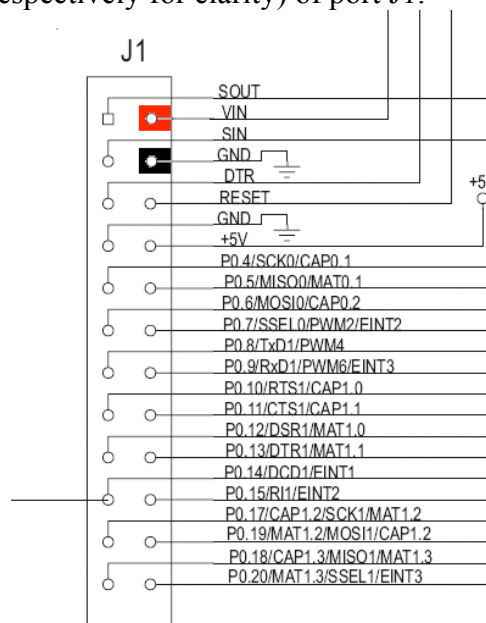 espectively for clarity) of port J1.
J1
SOUT
VIN
SIN
GND
DTR
+5
RESET
GND
+5V
P0.4/SCK0/CAP0.1
P0.5/MISO0/MAT0.1
P0.6/MOSI0/CAP0.2
P0.7/SSEL0/PWM2/EINT2
P0.8/TxD1/PWM4
P0.9/RxD1/PWM6/EINT3
P0.10/RTS1/CAP1.0
P0.11/CTS1/CAP1.1
P0.12/DSR1/MAT1.0
P0.13/DTR1/MAT1.1
P0.14/DCD1/EINT1
P0.15/RI1/EINT2
P0.17/CAP1.2/SCK1/MAT1.2
P0.19/MAT1.2/MOSI1/CAP1.2
P0.18/CAP1.3/MISO1/MAT1.3
P0.20/MAT1.3/SSEL1/EINT3